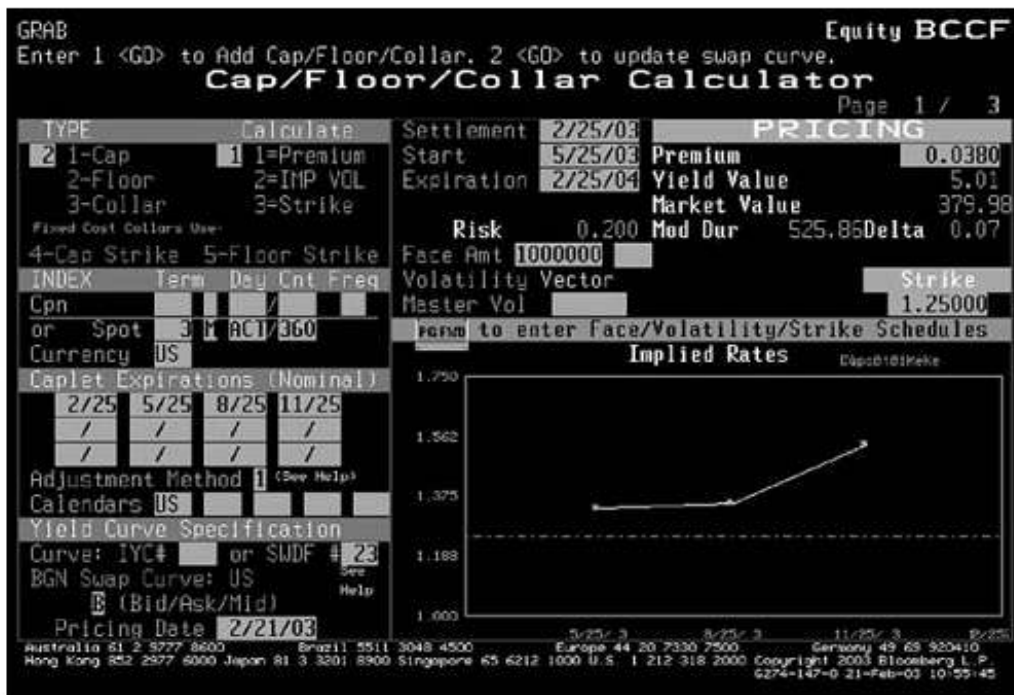 GRAB Equity BCCF
Enter 1 <GO> to Add Cap/Floor/Collar. 2 <GO> to update swap curve.
Cap/Floor/Collar Calculator
Page 1 / 3
TYPE Calculate
2 1-Cap 1 1=Premium
2-Floor 2=IMP VOL
3-Collar 3=Strike
Fixed Cost Collars Use-
4-Cap Strike 5-Floor Strike
Settlement 2/25/03
Start 5/25/03
Expiration 2/25/04
Risk 0.200
Face Amt 1000000
PRICING
Premium 0.0380
Yield Value 5.01
Market Value 379.98
Mod Dur 525.86 Delta 0.07
Volatility Vector Strike
Master Vol 1.25000
INDEX Term Day Cnt Freq
Cpn /
or Spot 3 M ACT/360
Currency US
PGFWD to enter Face/Volatility/Strike Schedules
Caplet Expirations (Nominal)
2/25 5/25 8/25 11/25
/ / / /
/ / / /
Adjustment Method 1 (See Help)
Calendars US
Yield Curve Specification
Curve: IYC# or SWDF # 23
BGN Swap Curve: US See Help
B (Bid/Ask/Mid)
Pricing Date 2/21/03
Implied Rates
1.750
1.562
1.375
1.188
1.000
5/25/ 3 8/25/ 3 11/25/ 3
Australia 61 2 9777 8600 Brazil 5511 3048 4500 Europe 44 20 7330 7500 Germany 49 69 920410
Hong Kong 852 2977 6000 Japan 81 3 3201 8900 Singapore 65 6212 1000 U.S. 1 212 318 2000 Copyright 2003 Bloomberg L.P.
G274-147-0 21-Feb-03 10:55:45